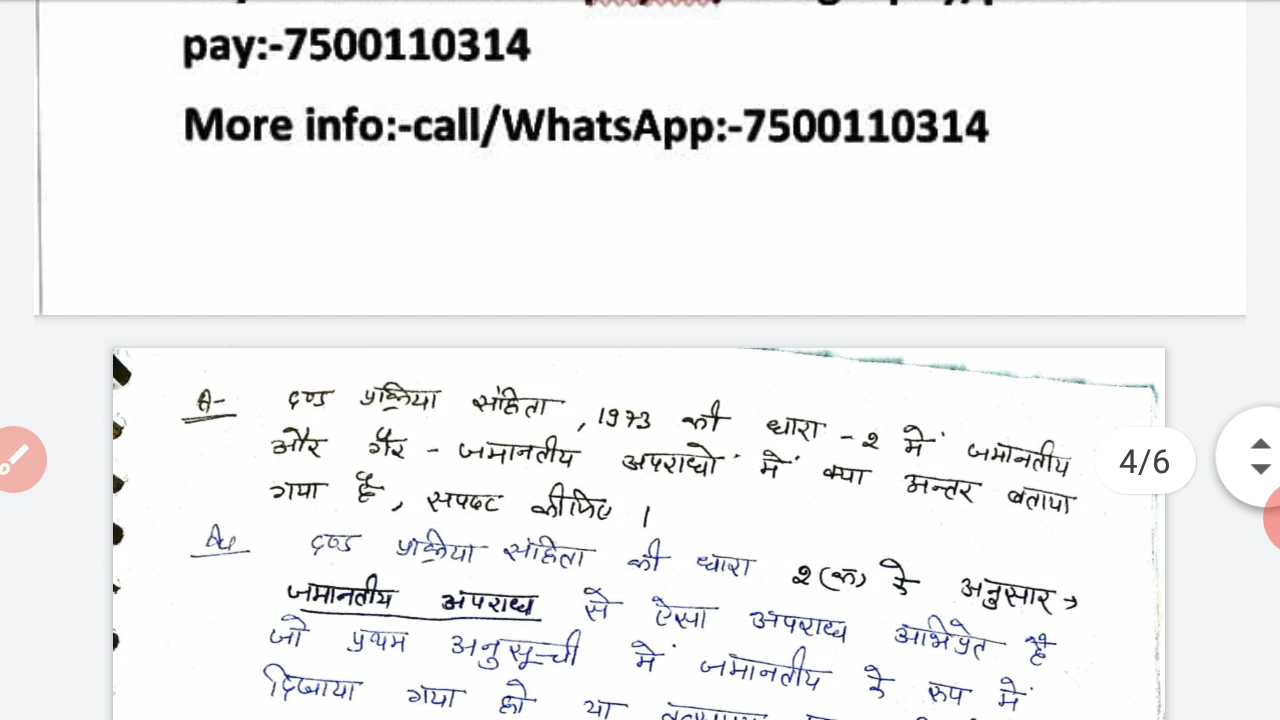 pay:-7500110314
More info:-call/WhatsApp:-7500110314
दण्ड प्रक्रिया संहिता, 1973 की धारा - 2 में जमानतीय
और गैर - जमानतीय अपराधो में क्या अन्तर बताया
गया है, सपष्ट कीजिए ।
4/6
दण्ड प्रक्रिया संहिता की धारा 2(क) के अनुसार →
जमानतीय अपराध से ऐसा अपराध अभिप्रेत है
जो प्रथम अनुसूची में जमानतीय के रूप में
दिखाया गया हो या